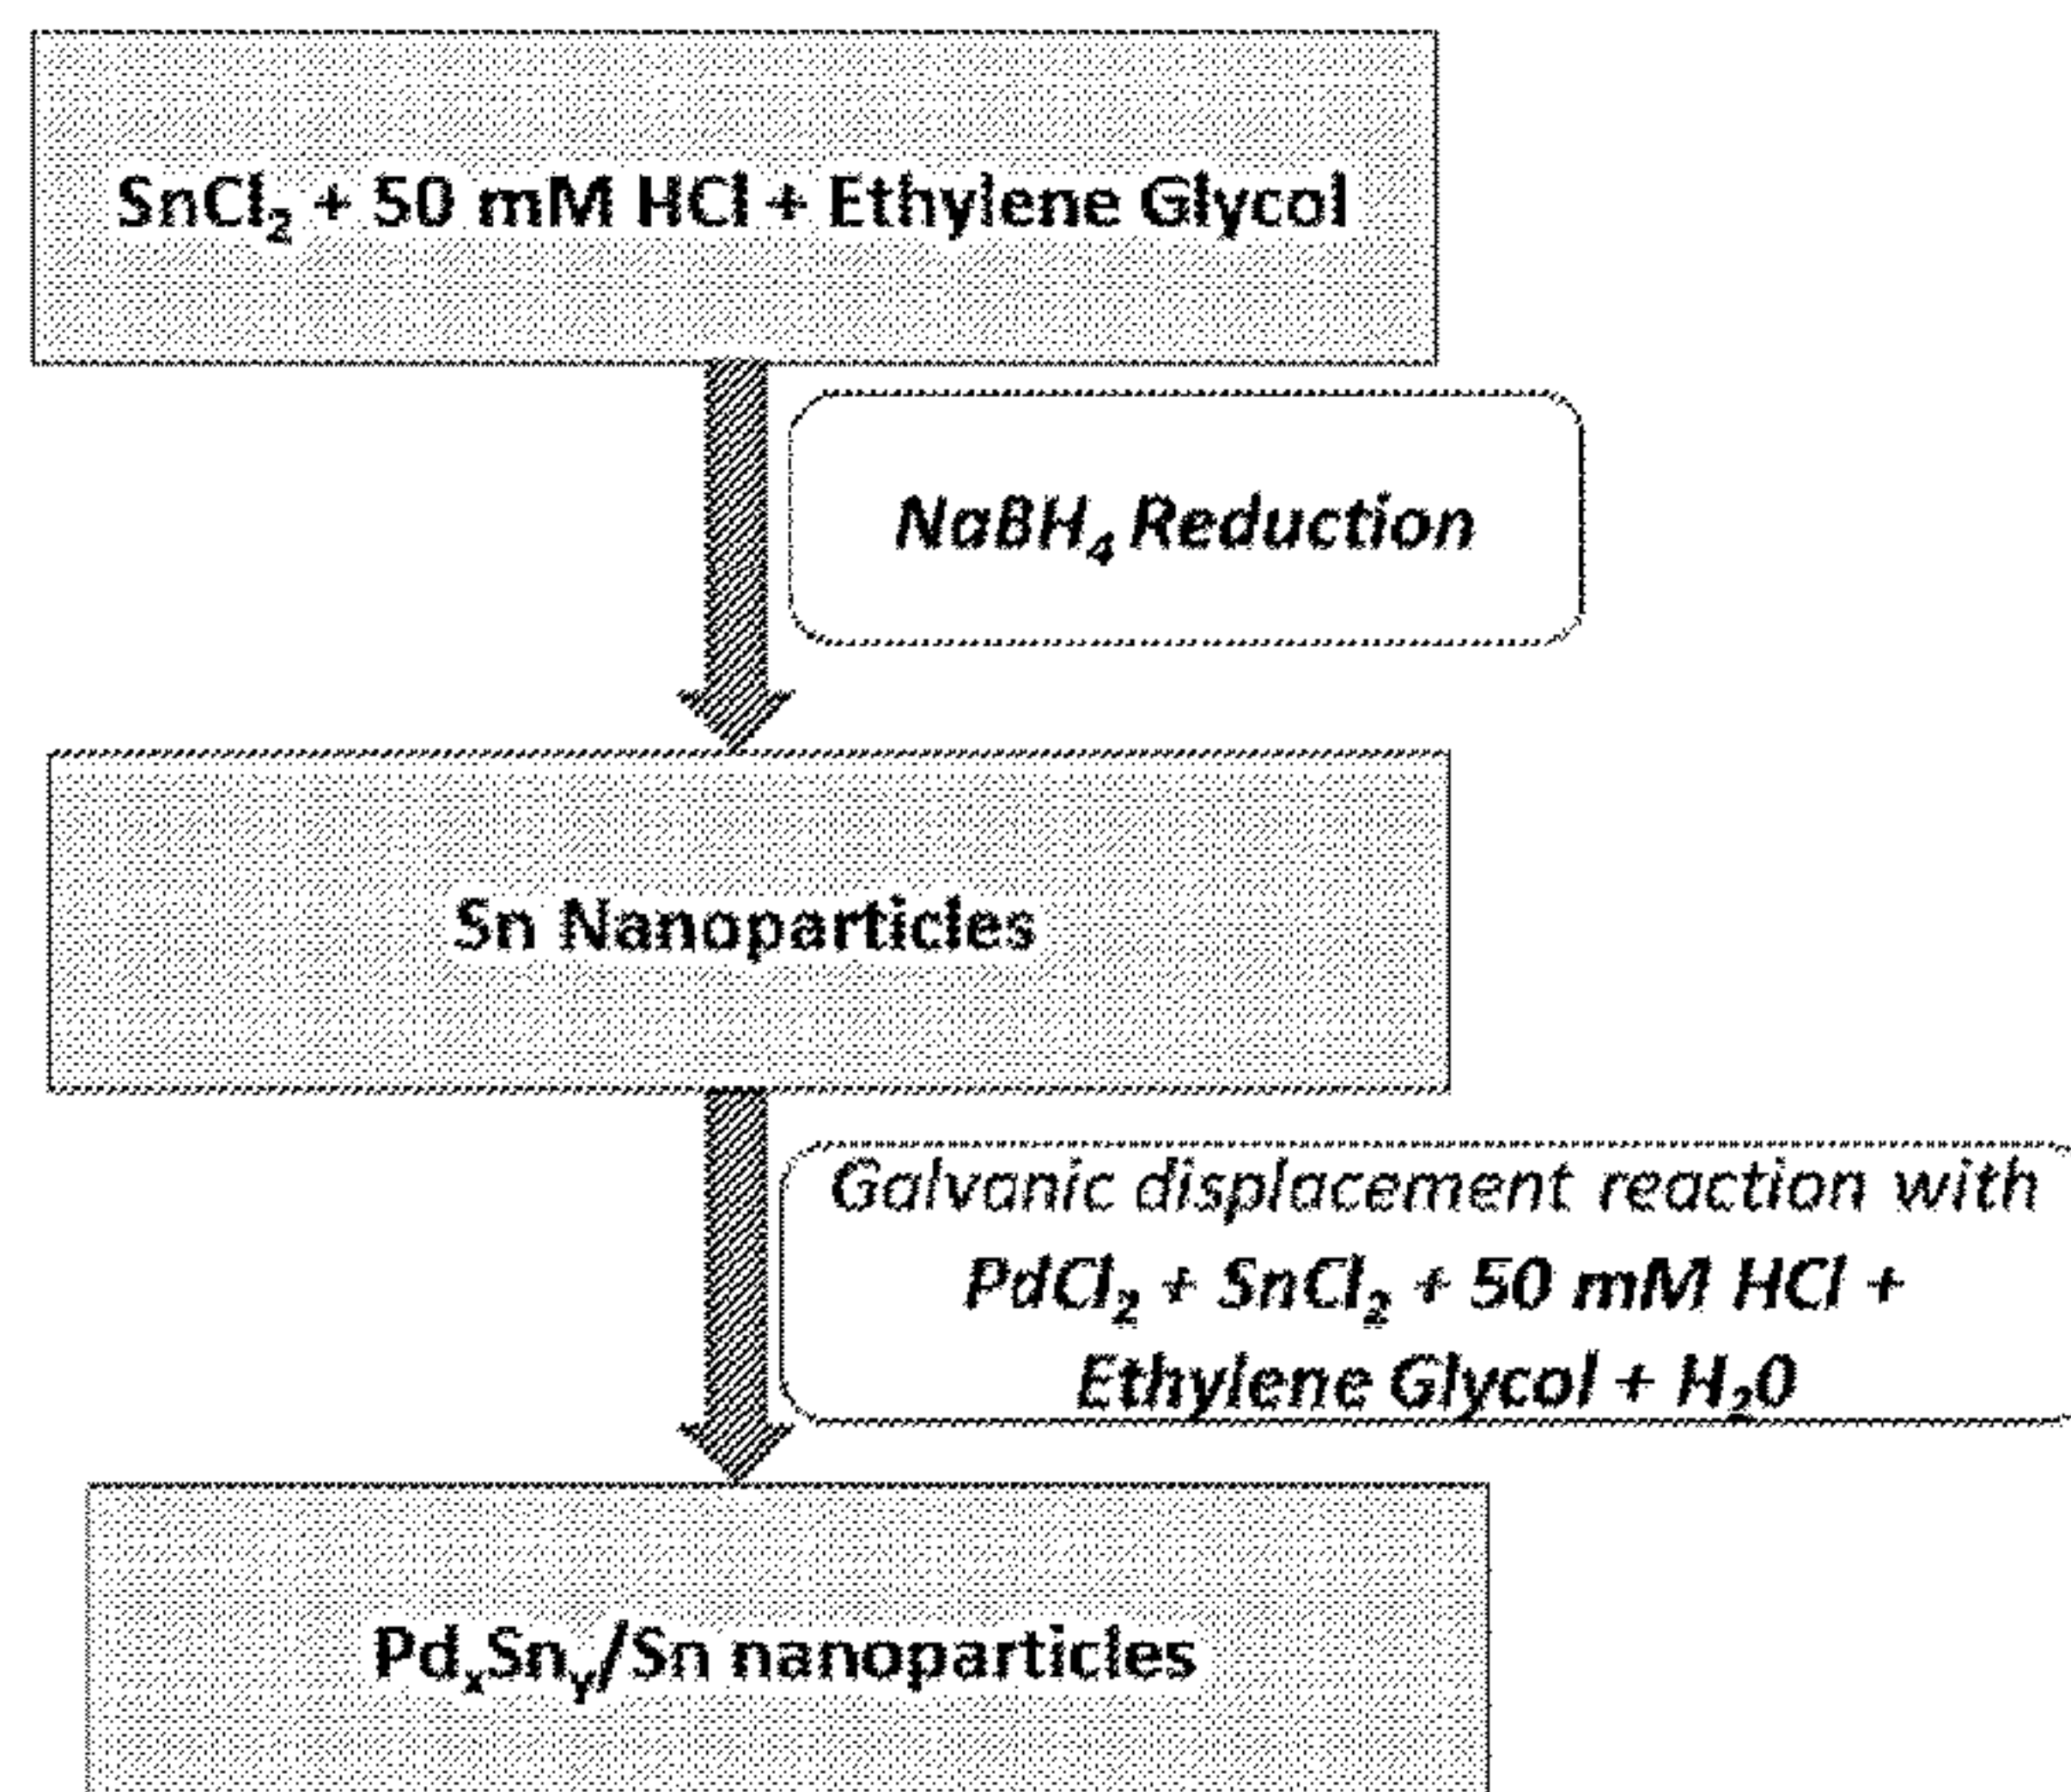 SnCl₂ + 50 mM HCl + Ethylene Glycol
NaBH₄ Reduction
Sn Nanoparticles
Galvanic displacement reaction with
PdCl₂ + SnCl₂ + 50 mM HCl +
Ethylene Glycol + H₂0
PdₓSnᵧ/Sn nanoparticles